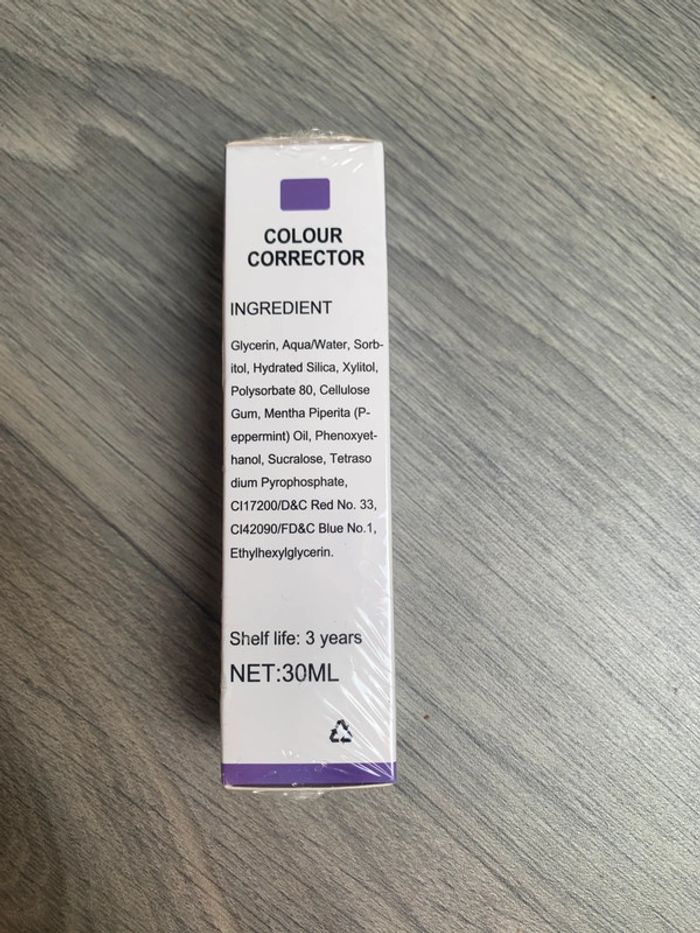 COLOUR
CORRECTOR
INGREDIENT
Glycerin, Aqua/Water, Sorb-
itol, Hydrated Silica, Xylitol,
Polysorbate 80, Cellulose
Gum, Mentha Piperita (P-
eppermint) Oil, Phenoxyet-
hanol, Sucralose, Tetraso
dium Pyrophosphate,
CI17200/D&C Red No. 33,
CI42090/FD&C Blue No.1,
Ethylhexylglycerin.
Shelf life: 3 years
NET:30ML